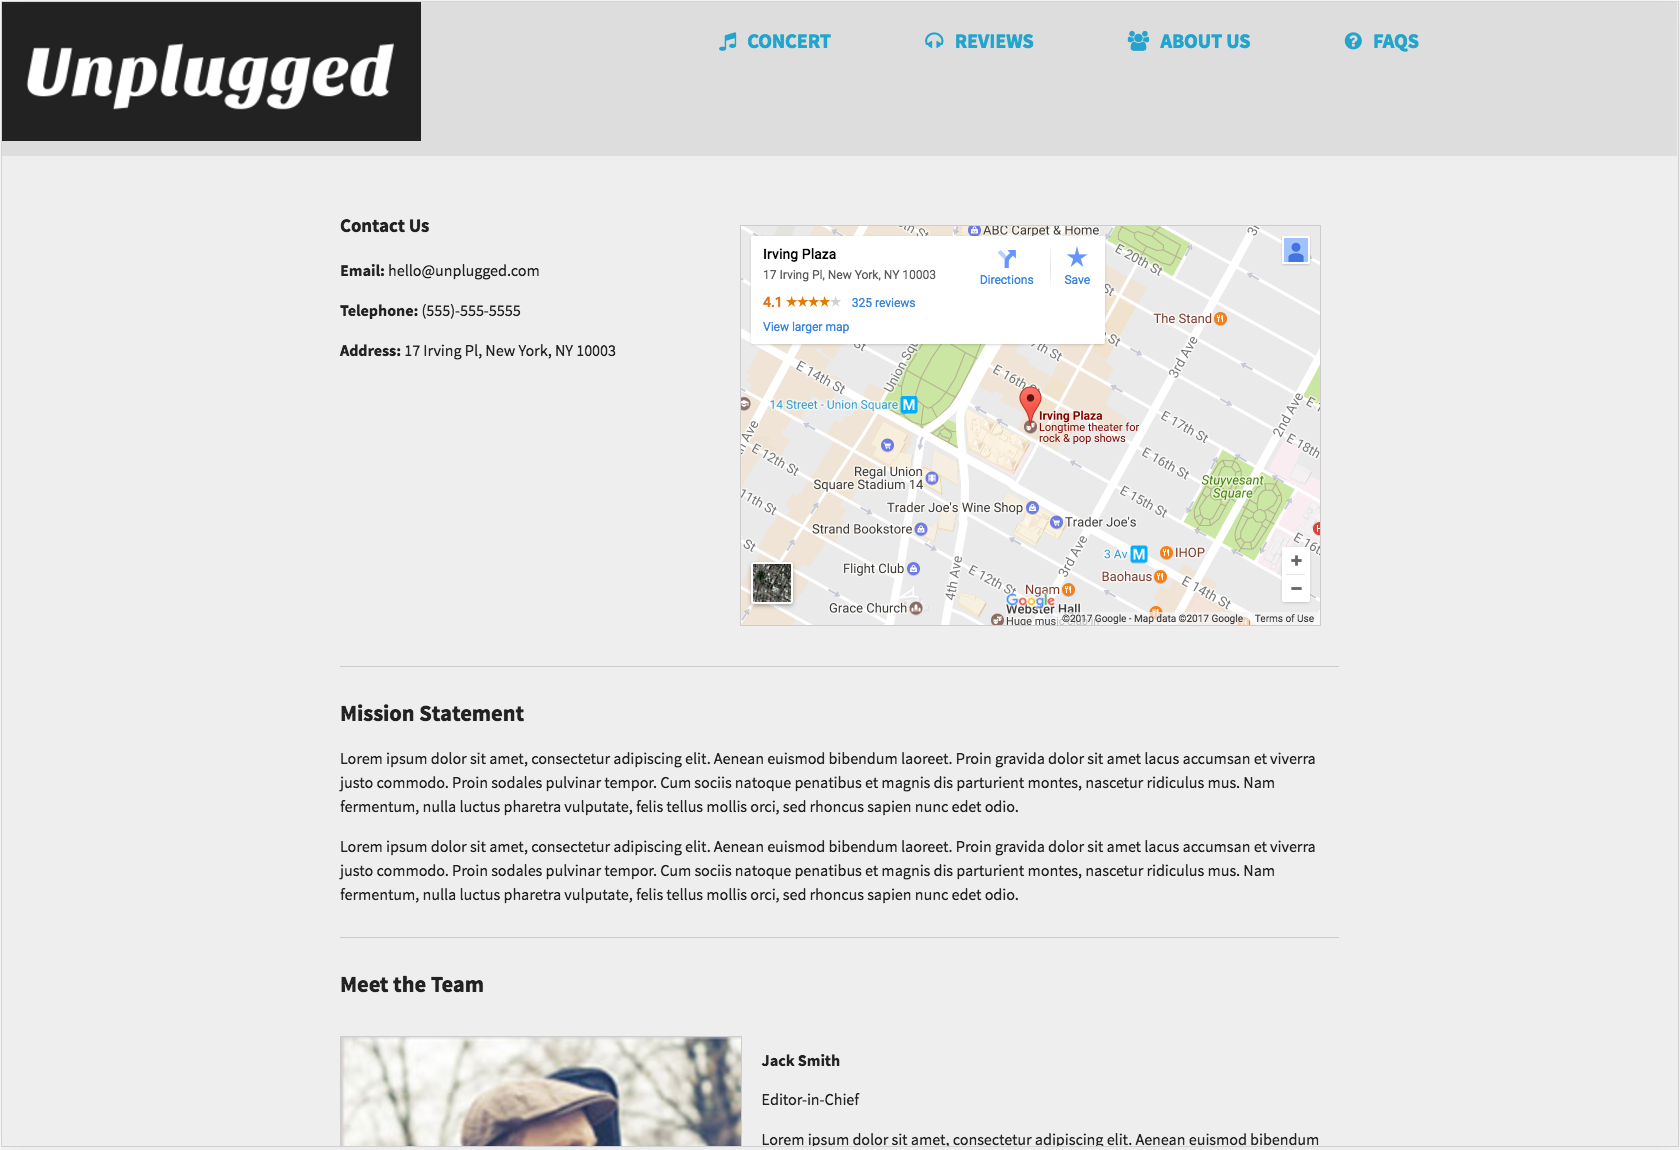 Unplugged
CONCERT
REVIEWS
ABOUT US
FAQS
Contact Us
Email: hello@unplugged.com
Telephone: (555)-555-5555
Address: 17 Irving Pl, New York, NY 10003
ABC Carpet & Home
Irving Plaza
17 Irving Pl, New York, NY 10003
4.1
325 reviews
View larger map
Directions
Save
E 20th St
The Stand
3rd Ave
Union Squ
E 14th St
E 16th St
14 Street - Union Square
M
Irving Plaza
Longtime theater for
rock & pop shows
2nd Ave
E 17th St
E 18th
E 12th St
E 16th St
Regal Union
Square Stadium 14
Stuyvesant
Square
E 15th St
11th St
Trader Joe's Wine Shop
Trader Joe's
Strand Bookstore
3 Av
M
IHOP
3rd Ave
Flight Club
4th Ave
E 12th St
Baohaus
E 14th St
Ngam
Google
Grace Church
Webster Hall
Huge mus
©2017 Google - Map data ©2017 Google
Terms of Use
Mission Statement
Lorem ipsum dolor sit amet, consectetur adipiscing elit. Aenean euismod bibendum laoreet. Proin gravida dolor sit amet lacus accumsan et viverra
justo commodo. Proin sodales pulvinar tempor. Cum sociis natoque penatibus et magnis dis parturient montes, nascetur ridiculus mus. Nam
fermentum, nulla luctus pharetra vulputate, felis tellus mollis orci, sed rhoncus sapien nunc edet odio.
Lorem ipsum dolor sit amet, consectetur adipiscing elit. Aenean euismod bibendum laoreet. Proin gravida dolor sit amet lacus accumsan et viverra
justo commodo. Proin sodales pulvinar tempor. Cum sociis natoque penatibus et magnis dis parturient montes, nascetur ridiculus mus. Nam
fermentum, nulla luctus pharetra vulputate, felis tellus mollis orci, sed rhoncus sapien nunc edet odio.
Meet the Team
Jack Smith
Editor-in-Chief
Lorem ipsum dolor sit amet, consectetur adipiscing elit. Aenean euismod bibendum